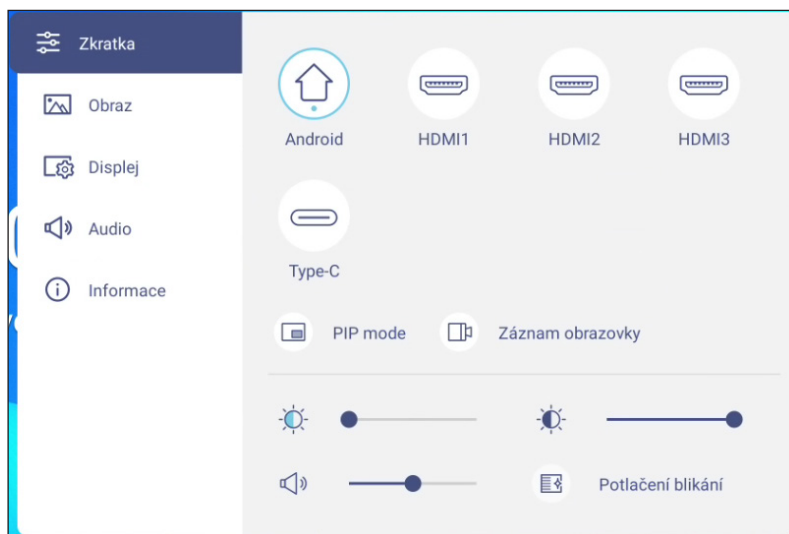 Zkratka
Obraz
Displej
Audio
Informace
Android
HDMI1
HDMI2
HDMI3
Type-C
PIP mode
Záznam obrazovky
Potlačení blikání